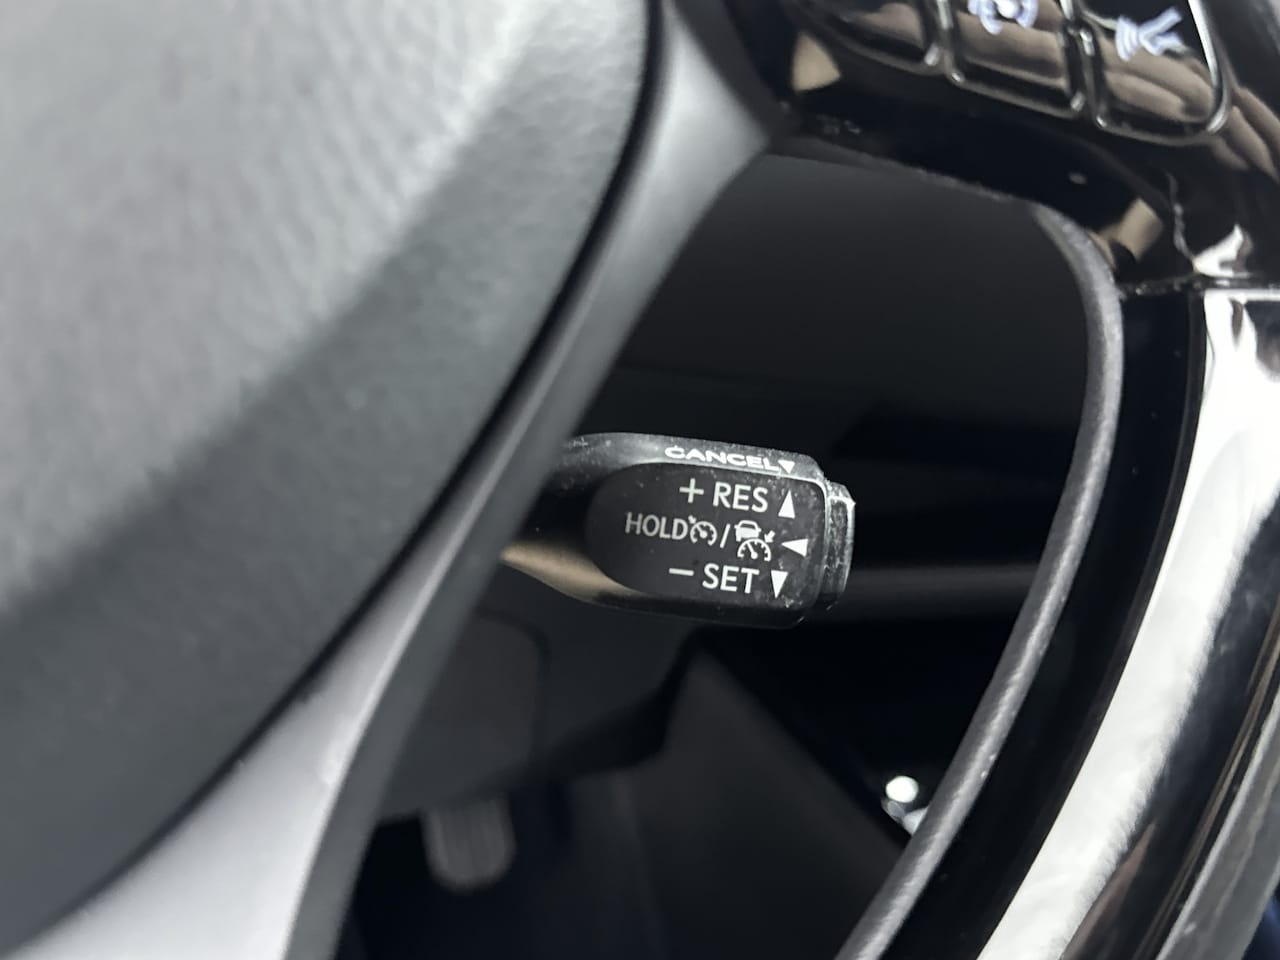 CANCEL▼
+ RES ▲
HOLD / ◀
− SET ▼